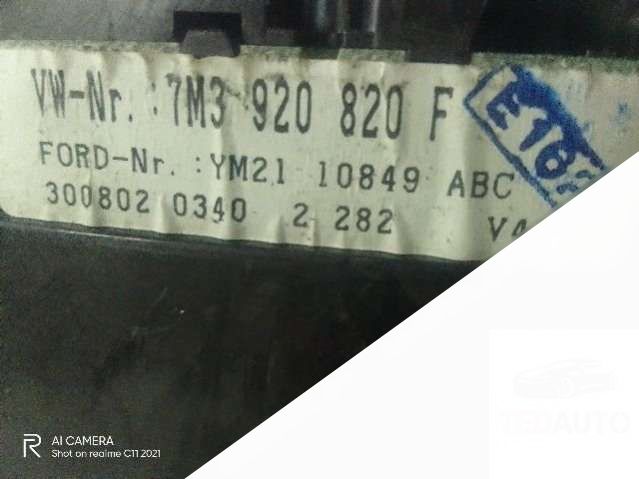 VW-Nr. :7M3 920 820 F
FORD-Nr. :YM21 10849 ABC
300802 0340 2 282
AI CAMERA
Shot on realme C11 2021
TEDAUTO